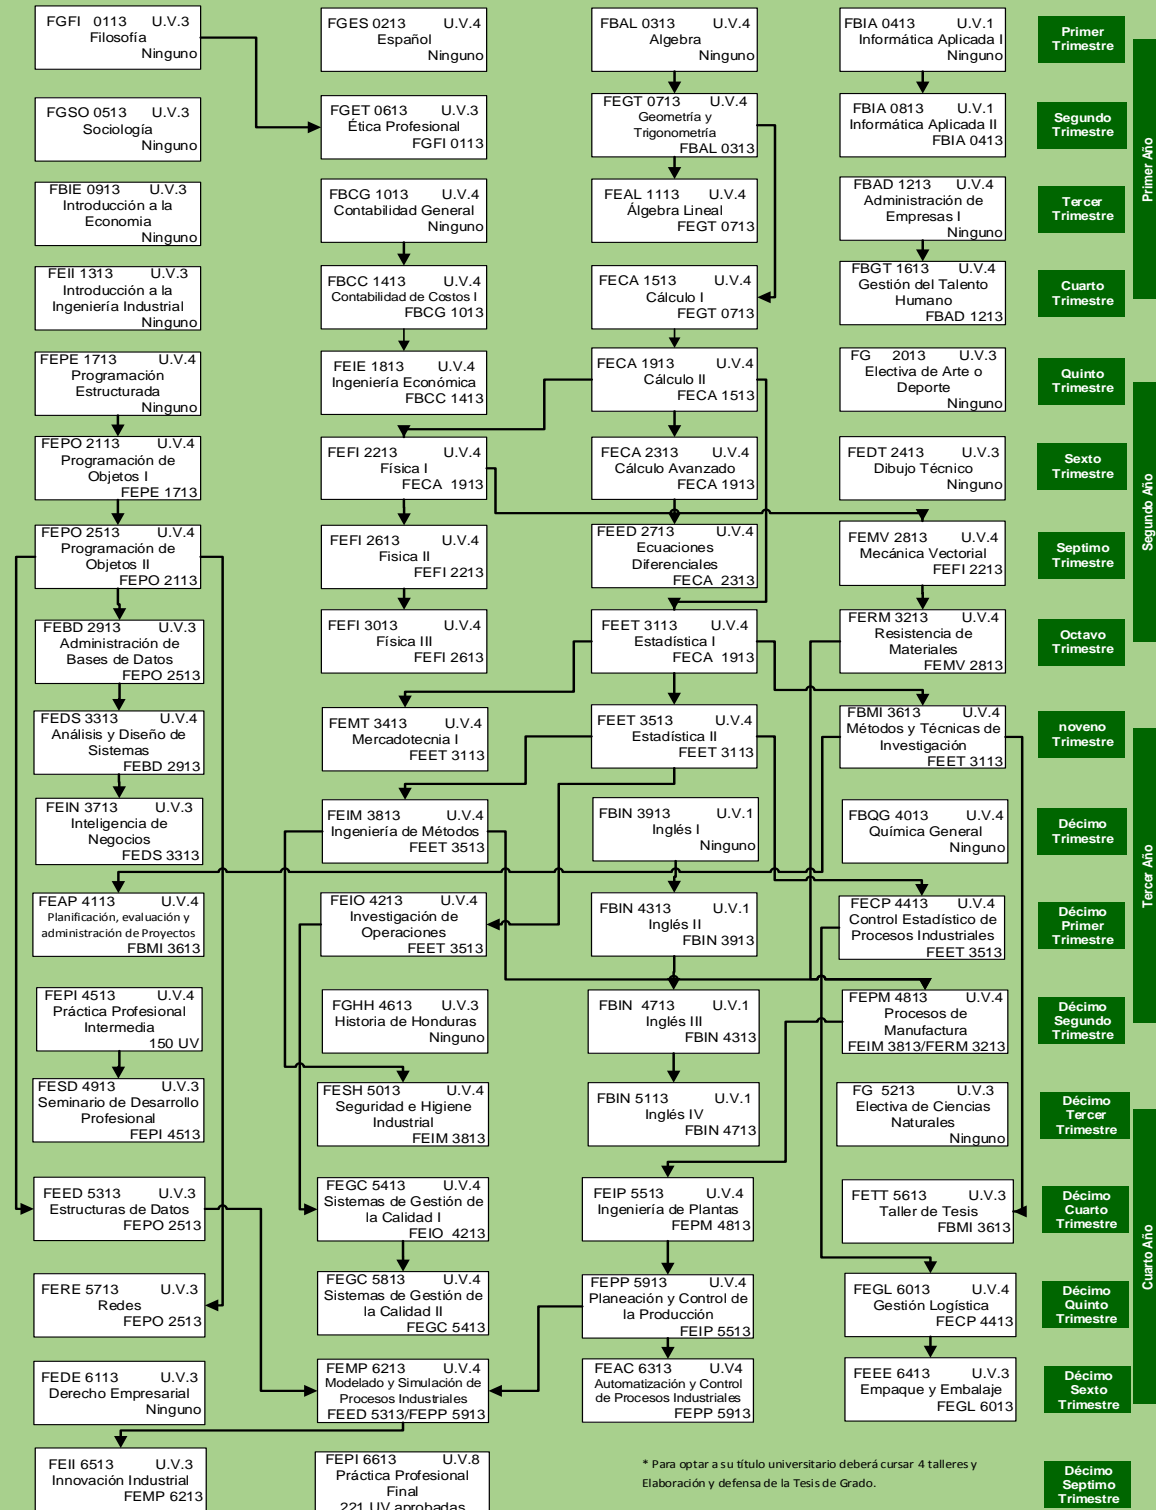 FGFI 0113 U.V.3
Filosofía
Ninguno
FGES 0213 U.V.4
Español
Ninguno
FBAL 0313 U.V.4
Algebra
Ninguno
FBIA 0413 U.V.1
Informática Aplicada I
Ninguno
Primer
Trimestre
FGSO 0513 U.V.3
Sociología
Ninguno
FGET 0613 U.V.3
Ética Profesional
FGFI 0113
FEGT 0713 U.V.4
Geometría y
Trigonometría
FBAL 0313
FBIA 0813 U.V.1
Informática Aplicada II
FBIA 0413
Segundo
Trimestre
Primer Año
FBIE 0913 U.V.3
Introducción a la
Economia
Ninguno
FBCG 1013 U.V.4
Contabilidad General
Ninguno
FEAL 1113 U.V.4
Álgebra Lineal
FEGT 0713
FBAD 1213 U.V.4
Administración de
Empresas I
Ninguno
Tercer
Trimestre
FEII 1313 U.V.3
Introducción a la
Ingeniería Industrial
Ninguno
FBCC 1413 U.V.4
Contabilidad de Costos I
FBCG 1013
FECA 1513 U.V.4
Cálculo I
FEGT 0713
FBGT 1613 U.V.4
Gestión del Talento
Humano
FBAD 1213
Cuarto
Trimestre
FEPE 1713 U.V.4
Programación
Estructurada
Ninguno
FEIE 1813 U.V.4
Ingeniería Económica
FBCC 1413
FECA 1913 U.V.4
Cálculo II
FECA 1513
FG 2013 U.V.3
Electiva de Arte o
Deporte
Ninguno
Quinto
Trimestre
FEPO 2113 U.V.4
Programación de
Objetos I
FEPE 1713
FEFI 2213 U.V.4
Física I
FECA 1913
FECA 2313 U.V.4
Cálculo Avanzado
FECA 1913
FEDT 2413 U.V.3
Dibujo Técnico
Ninguno
Sexto
Trimestre
Segundo Año
FEPO 2513 U.V.4
Programación de
Objetos II
FEPO 2113
FEFI 2613 U.V.4
Fisica II
FEFI 2213
FEED 2713 U.V.4
Ecuaciones
Diferenciales
FECA 2313
FEMV 2813 U.V.4
Mecánica Vectorial
FEFI 2213
Septimo
Trimestre
FEBD 2913 U.V.3
Administración de
Bases de Datos
FEPO 2513
FEFI 3013 U.V.4
Física III
FEFI 2613
FEET 3113 U.V.4
Estadística I
FECA 1913
FERM 3213 U.V.4
Resistencia de
Materiales
FEMV 2813
Octavo
Trimestre
FEDS 3313 U.V.4
Análisis y Diseño de
Sistemas
FEBD 2913
FEMT 3413 U.V.4
Mercadotecnia I
FEET 3113
FEET 3513 U.V.4
Estadística II
FEET 3113
FBMI 3613 U.V.4
Métodos y Técnicas de
Investigación
FEET 3113
noveno
Trimestre
FEIN 3713 U.V.3
Inteligencia de
Negocios
FEDS 3313
FEIM 3813 U.V.4
Ingeniería de Métodos
FEET 3513
FBIN 3913 U.V.1
Inglés I
Ninguno
FBQG 4013 U.V.4
Química General
Ninguno
Décimo
Trimestre
Tercer Año
FEAP 4113 U.V.4
Planificación, evaluación y
administración de Proyectos
FBMI 3613
FEIO 4213 U.V.4
Investigación de
Operaciones
FEET 3513
FBIN 4313 U.V.1
Inglés II
FBIN 3913
FECP 4413 U.V.4
Control Estadístico de
Procesos Industriales
FEET 3513
Décimo
Primer
Trimestre
FEPI 4513 U.V.4
Práctica Profesional
Intermedia
150 UV
FGHH 4613 U.V.3
Historia de Honduras
Ninguno
FBIN 4713 U.V.1
Inglés III
FBIN 4313
FEPM 4813 U.V.4
Procesos de
Manufactura
FEIM 3813/FERM 3213
Décimo
Segundo
Trimestre
FESD 4913 U.V.3
Seminario de Desarrollo
Profesional
FEPI 4513
FESH 5013 U.V.4
Seguridad e Higiene
Industrial
FEIM 3813
FBIN 5113 U.V.1
Inglés IV
FBIN 4713
FG 5213 U.V.3
Electiva de Ciencias
Naturales
Ninguno
Décimo
Tercer
Trimestre
FEED 5313 U.V.3
Estructuras de Datos
FEPO 2513
FEGC 5413 U.V.4
Sistemas de Gestión de
la Calidad I
FEIO 4213
FEIP 5513 U.V.4
Ingeniería de Plantas
FEPM 4813
FETT 5613 U.V.3
Taller de Tesis
FBMI 3613
Décimo
Cuarto
Trimestre
Cuarto Año
FERE 5713 U.V.3
Redes
FEPO 2513
FEGC 5813 U.V.4
Sistemas de Gestión de
la Calidad II
FEGC 5413
FEPP 5913 U.V.4
Planeación y Control de
la Producción
FEIP 5513
FEGL 6013 U.V.4
Gestión Logística
FECP 4413
Décimo
Quinto
Trimestre
FEDE 6113 U.V.3
Derecho Empresarial
Ninguno
FEMP 6213 U.V.4
Modelado y Simulación de
Procesos Industriales
FEED 5313/FEPP 5913
FEAC 6313 U.V4
Automatización y Control
de Procesos Industriales
FEPP 5913
FEEE 6413 U.V.3
Empaque y Embalaje
FEGL 6013
Décimo
Sexto
Trimestre
FEII 6513 U.V.3
Innovación Industrial
FEMP 6213
FEPI 6613 U.V.8
Práctica Profesional
Final
221 UV aprobadas
* Para optar a su título universitario deberá cursar 4 talleres y
Elaboración y defensa de la Tesis de Grado.
Décimo
Septimo
Trimestre